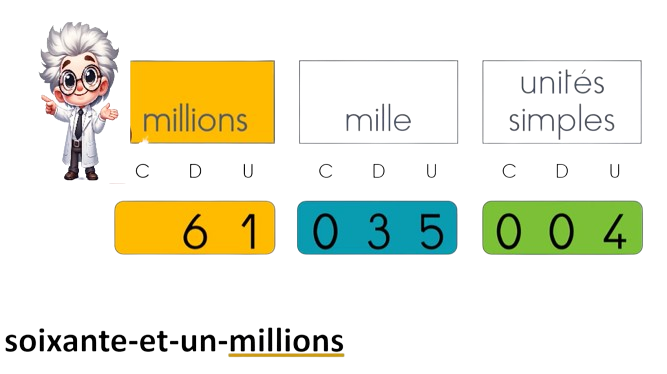 millions mille unités
simples
C D U C D U C D U
6 1 0 3 5 0 0 4
soixante-et-un-millions